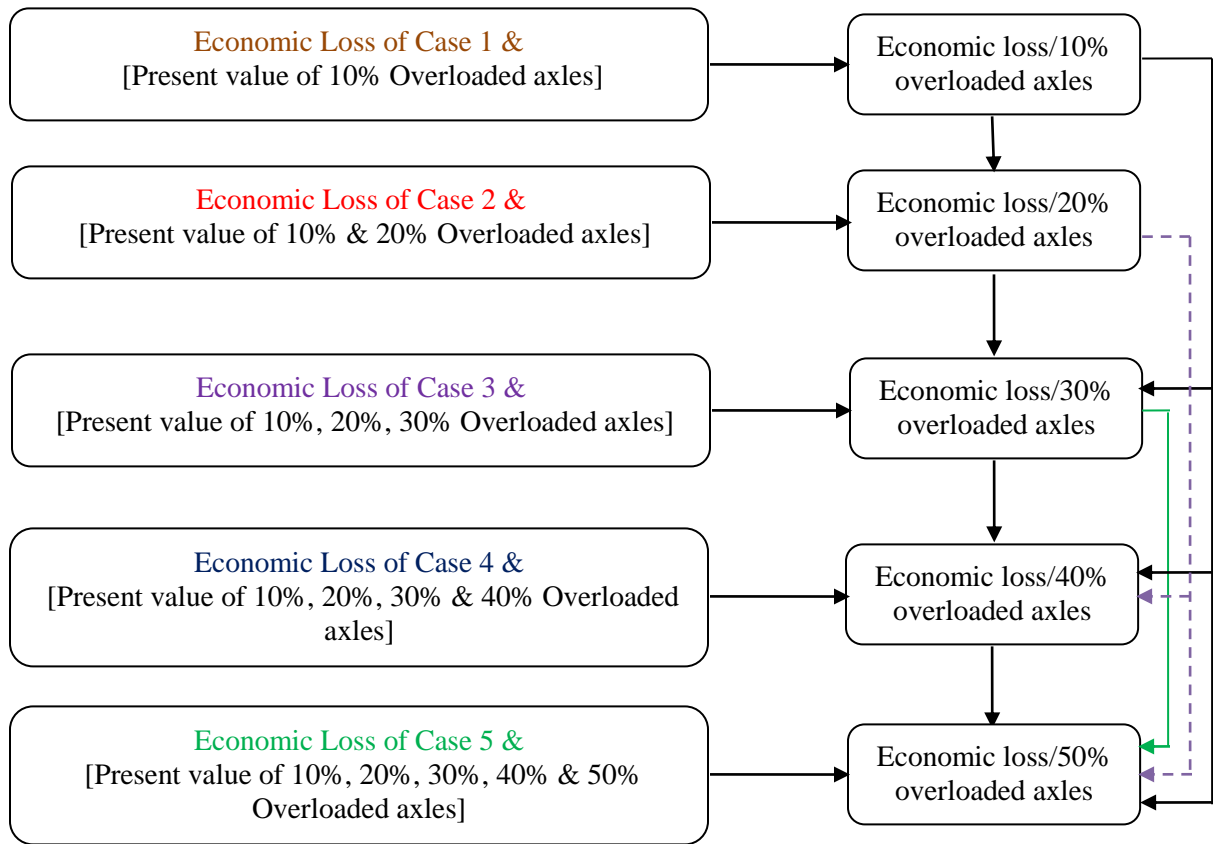 Economic Loss of Case 1 &
[Present value of 10% Overloaded axles]
Economic loss/10%
overloaded axles
Economic Loss of Case 2 &
[Present value of 10% & 20% Overloaded axles]
Economic loss/20%
overloaded axles
Economic Loss of Case 3 &
[Present value of 10%, 20%, 30% Overloaded axles]
Economic loss/30%
overloaded axles
Economic Loss of Case 4 &
[Present value of 10%, 20%, 30% & 40% Overloaded
axles]
Economic loss/40%
overloaded axles
Economic Loss of Case 5 &
[Present value of 10%, 20%, 30%, 40% & 50%
Overloaded axles]
Economic loss/50%
overloaded axles